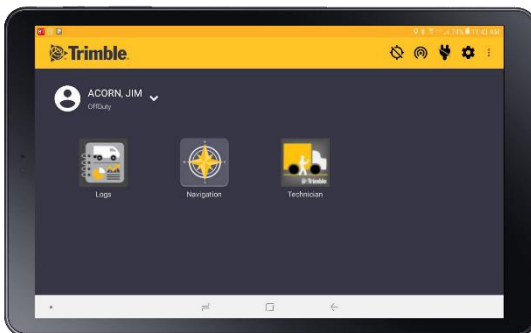 Trimble
ACORN, JIM
OffDuty
Logs
Navigation
Technician